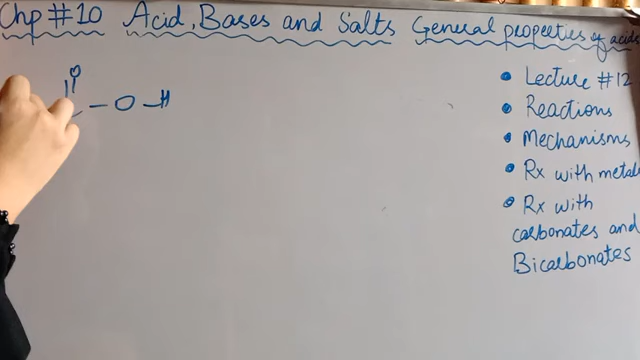 Chp #10 Acid, Bases and Salts General properties of acids
Lecture #12
Reactions
Mechanisms
Rx with metals
Rx with
carbonates and
Bicarbonates
O
C - O - H